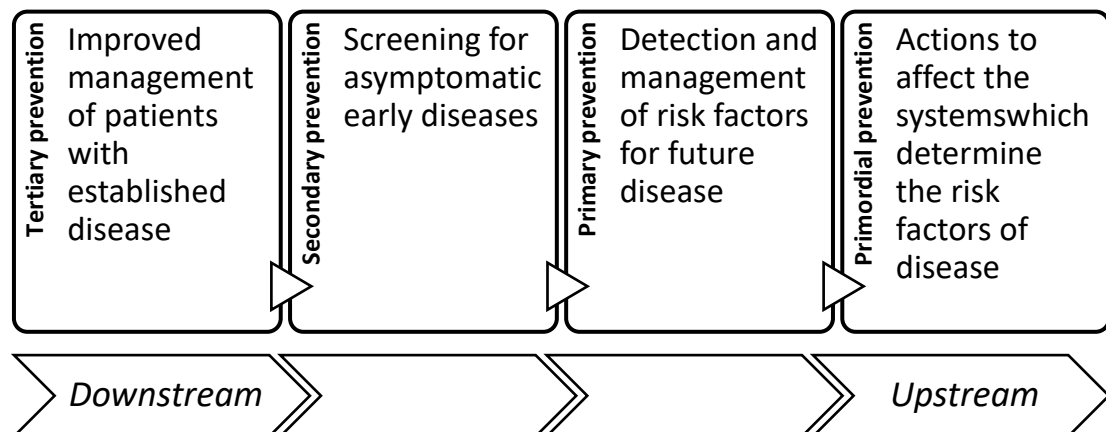 Tertiary prevention
Improved
management
of patients
with
established
disease
Secondary prevention
Screening for
asymptomatic
early diseases
Primary prevention
Detection and
management
of risk factors
for future
disease
Primordial prevention
Actions to
affect the
systemswhich
determine
the risk
factors of
disease
Downstream
Upstream